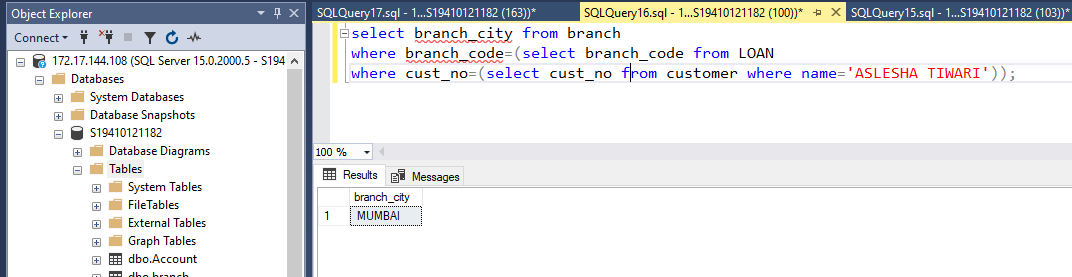 Object Explorer
Connect
172.17.144.108 (SQL Server 15.0.2000.5 - S194
Databases
System Databases
Database Snapshots
S19410121182
Database Diagrams
Tables
System Tables
FileTables
External Tables
Graph Tables
dbo.Account
dbo.branch
SQLQuery17.sql - 1...S19410121182 (163))*
SQLQuery16.sql - 1...S19410121182 (100))*
SQLQuery15.sql - 1...S19410121182 (103))*
select branch_city from branch
where branch_code=(select branch_code from LOAN
where cust_no=(select cust_no from customer where name='ASLESHA TIWARI'));
100 %
Results
Messages
branch_city
1 MUMBAI